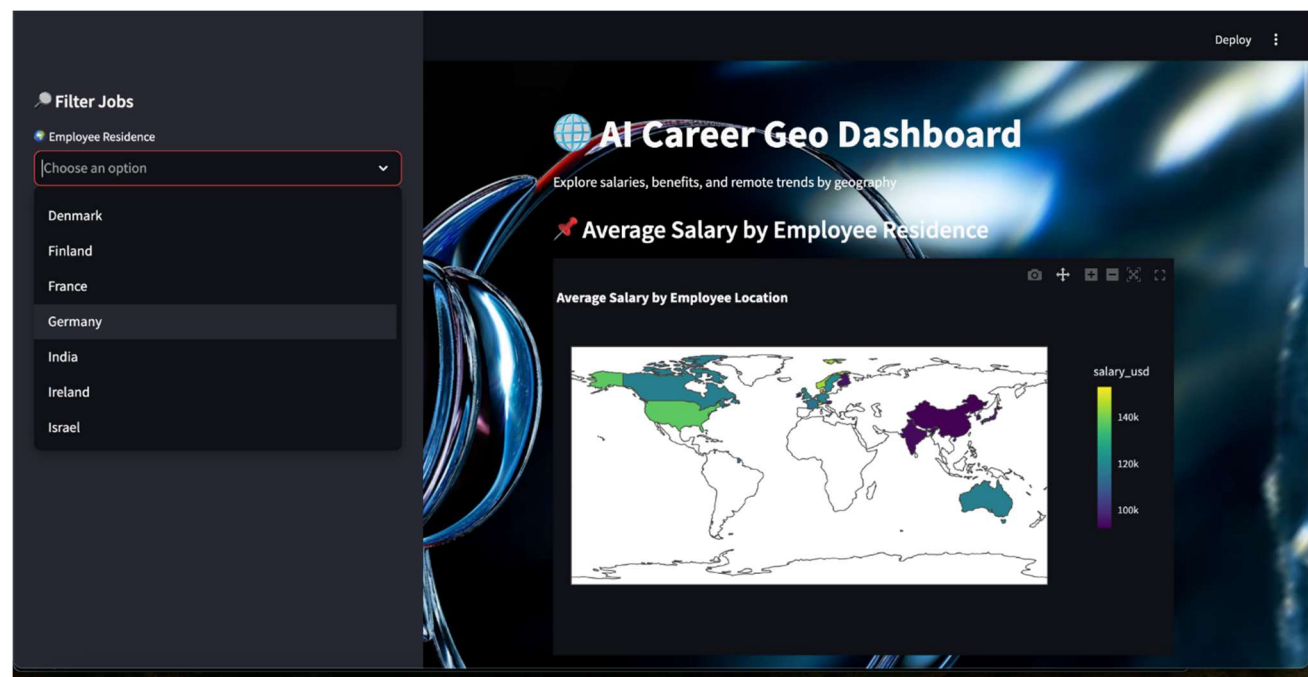 Deploy
Filter Jobs
Employee Residence
Choose an option
Denmark
Finland
France
Germany
India
Ireland
Israel
AI Career Geo Dashboard
Explore salaries, benefits, and remote trends by geography
Average Salary by Employee Residence
Average Salary by Employee Location
salary_usd
140k
120k
100k